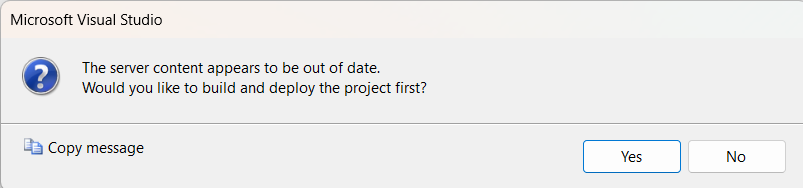 Microsoft Visual Studio
The server content appears to be out of date.
Would you like to build and deploy the project first?
Copy message
Yes
No